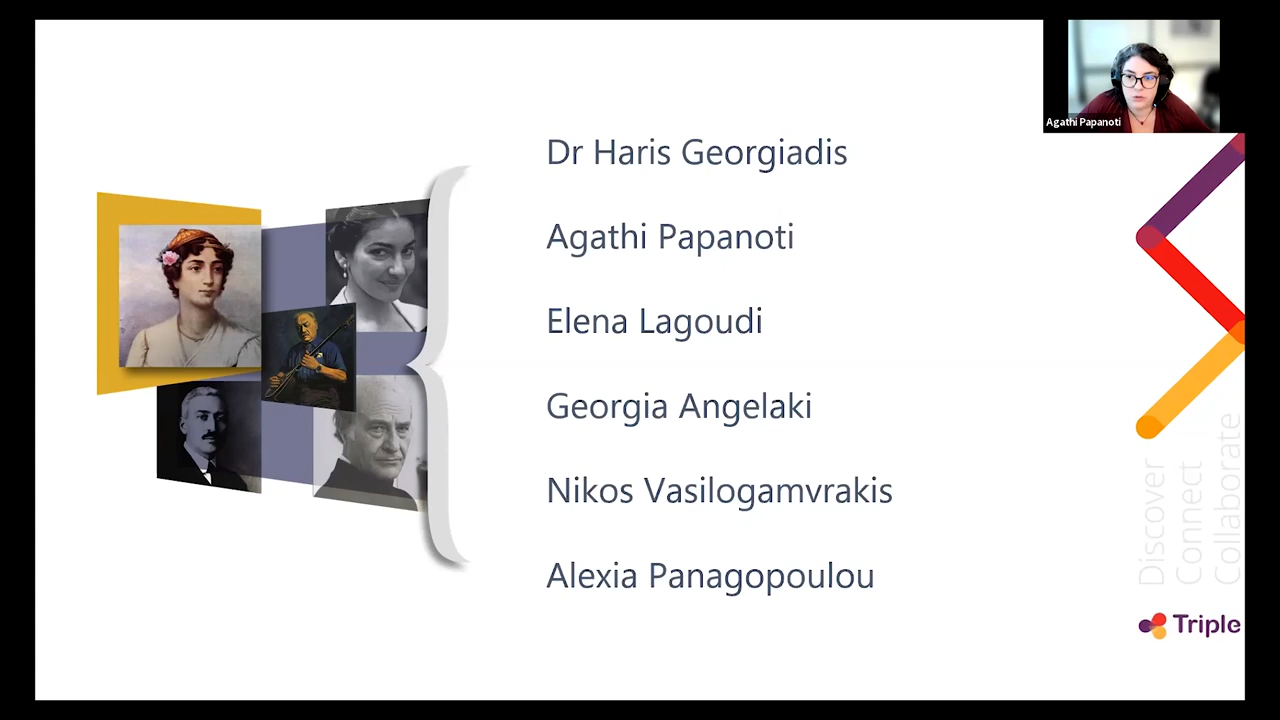 Agathi Papanoti
Dr Haris Georgiadis
Agathi Papanoti
Elena Lagoudi
Georgia Angelaki
Nikos Vasilogamvrakis
Alexia Panagopoulou
Discover
Connect
Collaborate
Triple